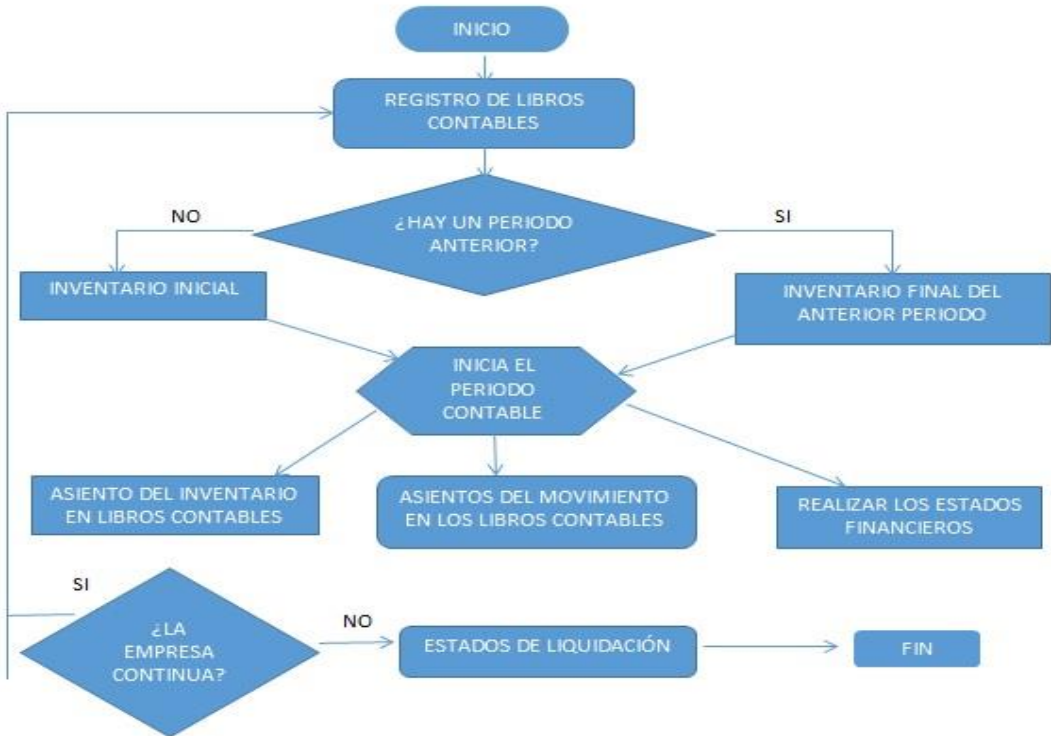 INICIO
REGISTRO DE LIBROS
CONTABLES
¿HAY UN PERIODO
ANTERIOR?
NO
SI
INVENTARIO INICIAL
INVENTARIO FINAL DEL
ANTERIOR PERIODO
INICIA EL
PERIODO
CONTABLE
ASIENTO DEL INVENTARIO
EN LIBROS CONTABLES
ASIENTOS DEL MOVIMIENTO
EN LOS LIBROS CONTABLES
REALIZAR LOS ESTADOS
FINANCIEROS
SI
¿LA
EMPRESA
CONTINUA?
NO
ESTADOS DE LIQUIDACIÓN
FIN